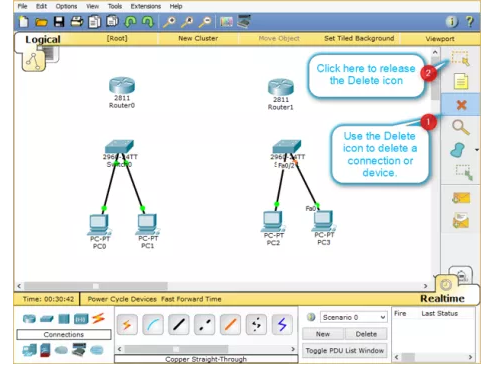 File Edit Options View Tools Extensions Help
Logical [Root] New Cluster Move Object Set Tiled Background Viewport
Click here to release
the Delete icon
2
2811
Router0
2811
Router1
1
Use the Delete
icon to delete a
connection or
device.
2960-24TT
Switch0
2960-24TT
Fa0/2
Fa0
PC-PT
PC0
PC-PT
PC1
PC-PT
PC2
PC-PT
PC3
Time: 00:30:42 Power Cycle Devices Fast Forward Time Realtime
Scenario 0
Fire Last Status
New Delete
Connections
Toggle PDU List Window
Copper Straight-Through